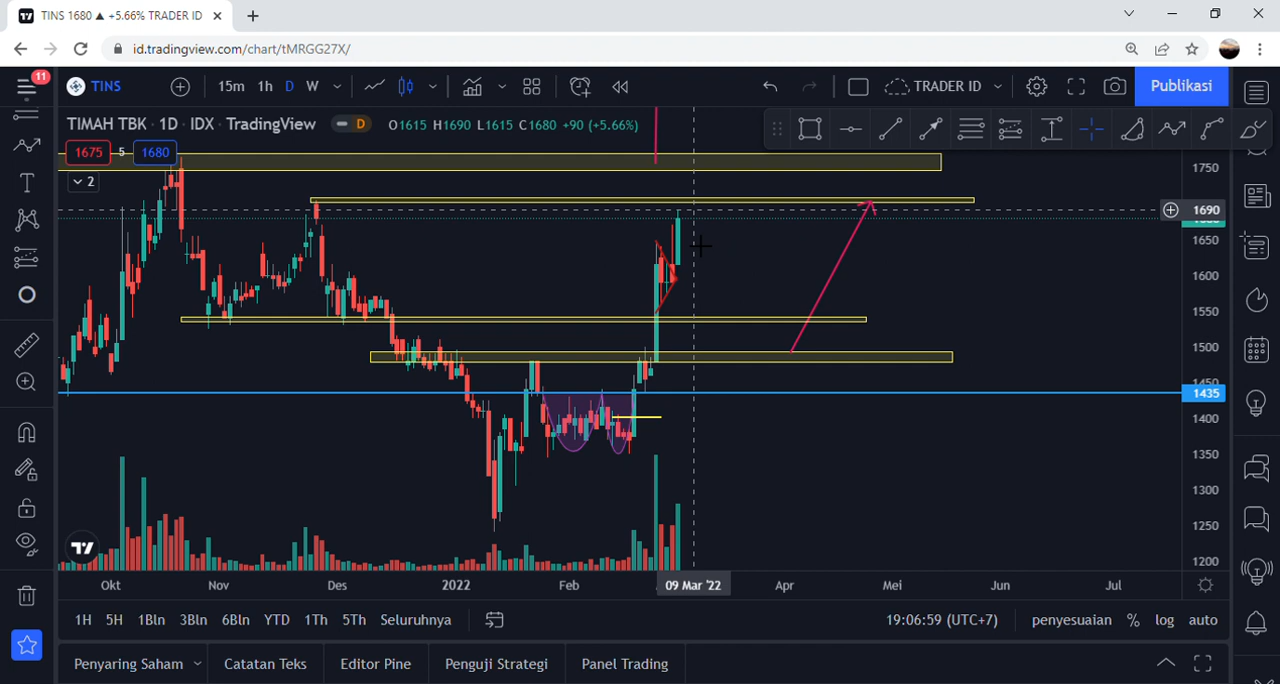 TINS 1680 ▲ +5.66% TRADER ID
id.tradingview.com/chart/tMRGG27X/
11
TINS
15m 1h D W
TRADER ID
Publikasi
TIMAH TBK · 1D · IDX · TradingView
D
O1615 H1690 L1615 C1680 +90 (+5.66%)
1675 5 1680
2
1750
1690
1650
1600
1550
1500
1450
1435
1400
1350
1300
1250
1200
Okt Nov Des 2022 Feb 09 Mar '22 Apr Mei Jun Jul
1H 5H 1Bln 3Bln 6Bln YTD 1Th 5Th Seluruhnya
19:06:59 (UTC+7) penyesuaian % log auto
Penyaring Saham Catatan Teks Editor Pine Penguji Strategi Panel Trading